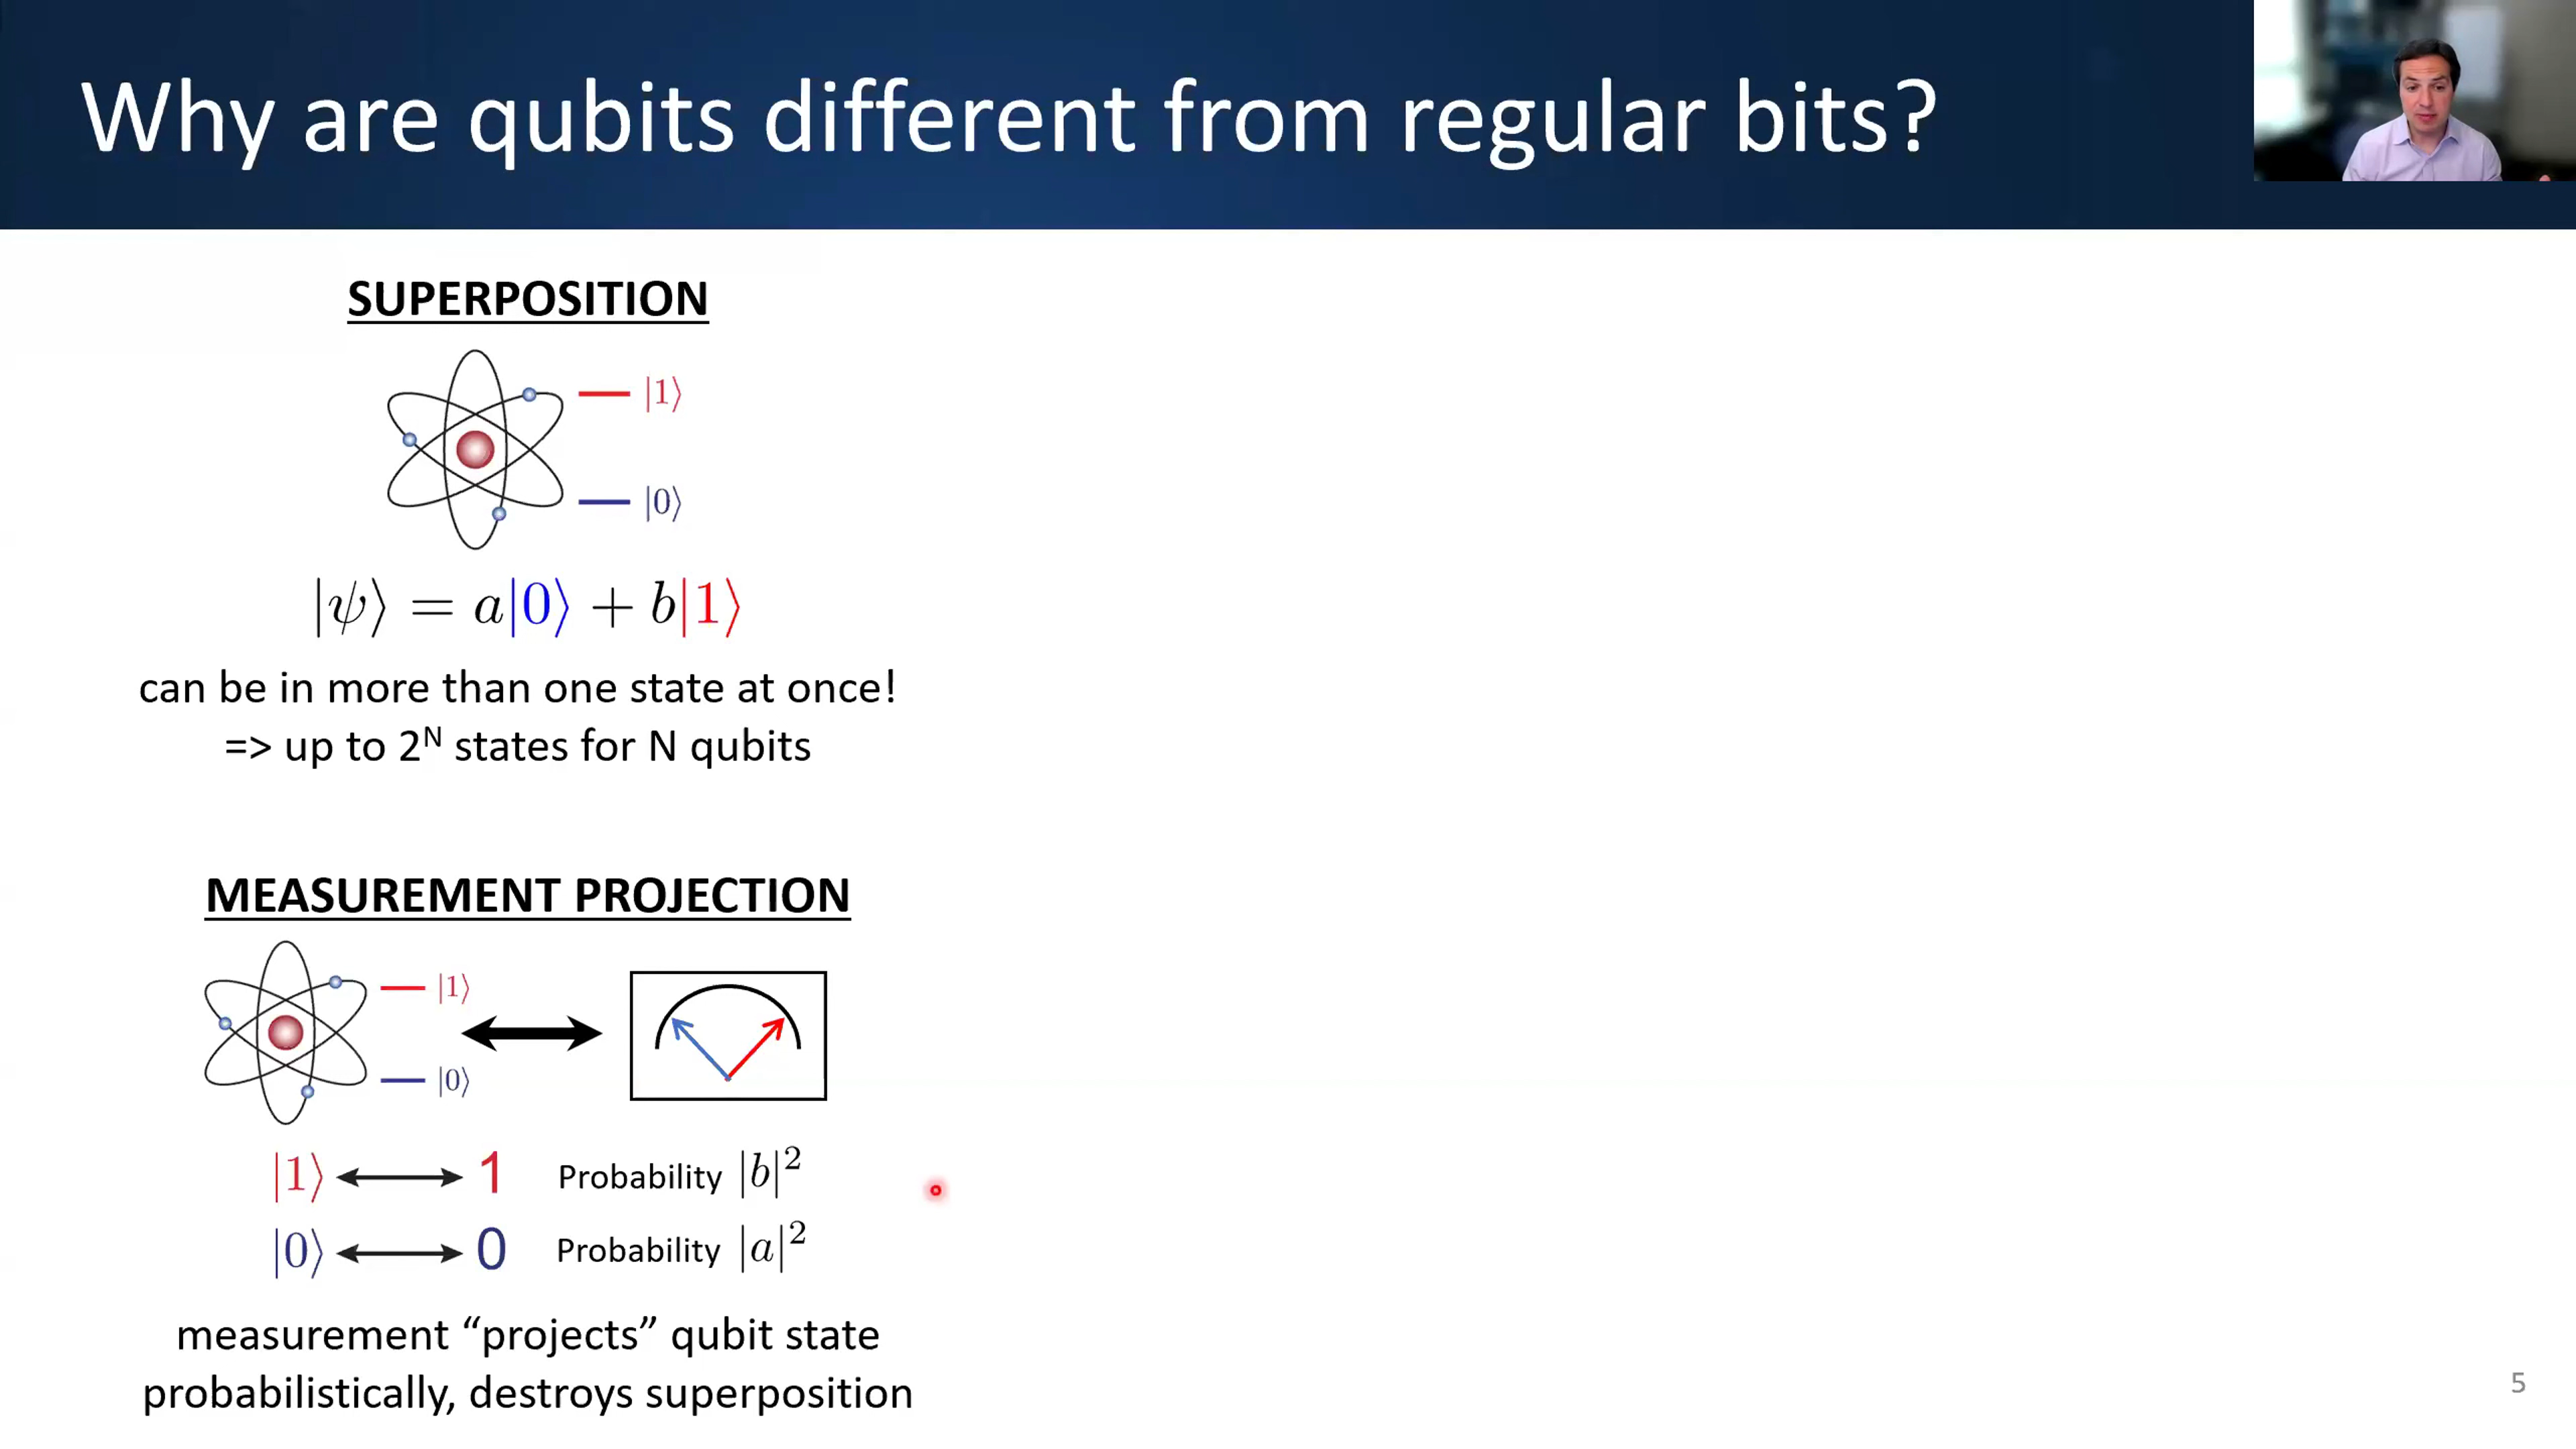 Why are qubits different from regular bits?
SUPERPOSITION
|1⟩
|0⟩
|ψ⟩ = a|0⟩ + b|1⟩
can be in more than one state at once!
=> up to 2ᴺ states for N qubits
MEASUREMENT PROJECTION
|1⟩
|0⟩
|1⟩ 1 Probability |b|²
|0⟩ 0 Probability |a|²
measurement “projects” qubit state
probabilistically, destroys superposition
5